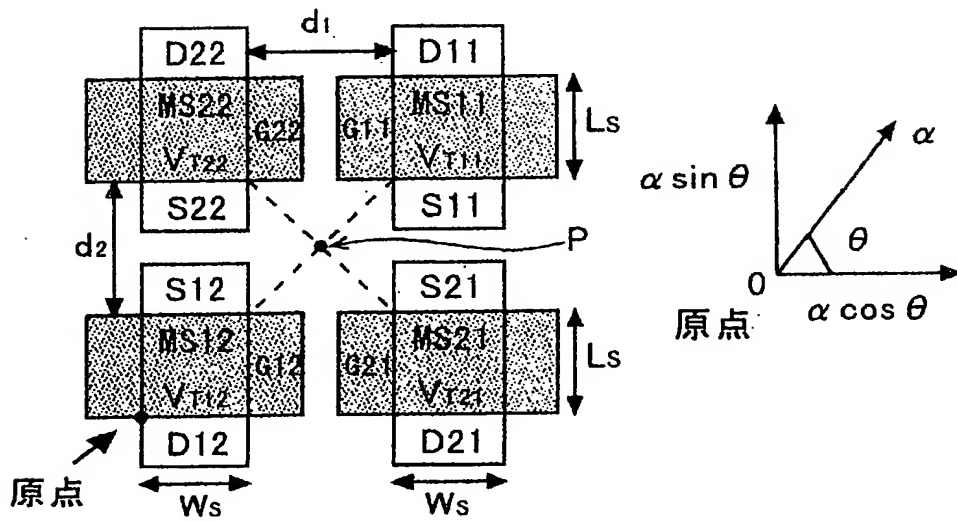 d1
D22
D11
MS22
G22
G11
MS11
Ls
VT22
VT11
S22
S11
d2
P
S12
S21
MS12
G12
G21
MS21
Ls
VT12
VT21
D12
D21
原点
Ws
Ws
α
α sin θ
θ
0
α cos θ
原点